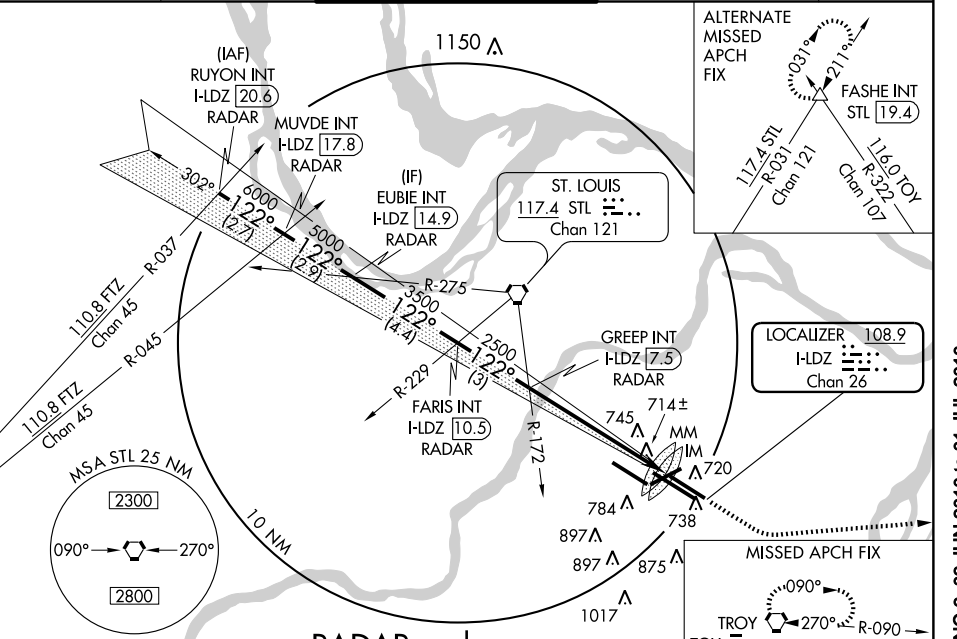 ALTERNATE
MISSED
APCH
FIX
031°
211°
FASHE INT
STL 19.4
117.4 STL
R-031
Chan 121
116.0 TOY
R-322
Chan 107
1150
(IAF)
RUYON INT
I-LDZ 20.6
RADAR
MUVDE INT
I-LDZ 17.8
RADAR
(IF)
EUBIE INT
I-LDZ 14.9
RADAR
ST. LOUIS
117.4 STL
Chan 121
302°
6000
122°
(2.7)
5000
122°
(2.9)
R-275
3500
122°
(4.4)
2500
122°
(3)
R-037
110.8 FTZ
Chan 45
R-045
110.8 FTZ
Chan 45
R-229
R-172
FARIS INT
I-LDZ 10.5
RADAR
GREEP INT
I-LDZ 7.5
RADAR
LOCALIZER 108.9
I-LDZ
Chan 26
745
714±
MM
IM
720
784
738
897
897
875
1017
MSA STL 25 NM
2300
090°
270°
2800
10 NM
MISSED APCH FIX
090°
TROY
270°
R-090
RADAR